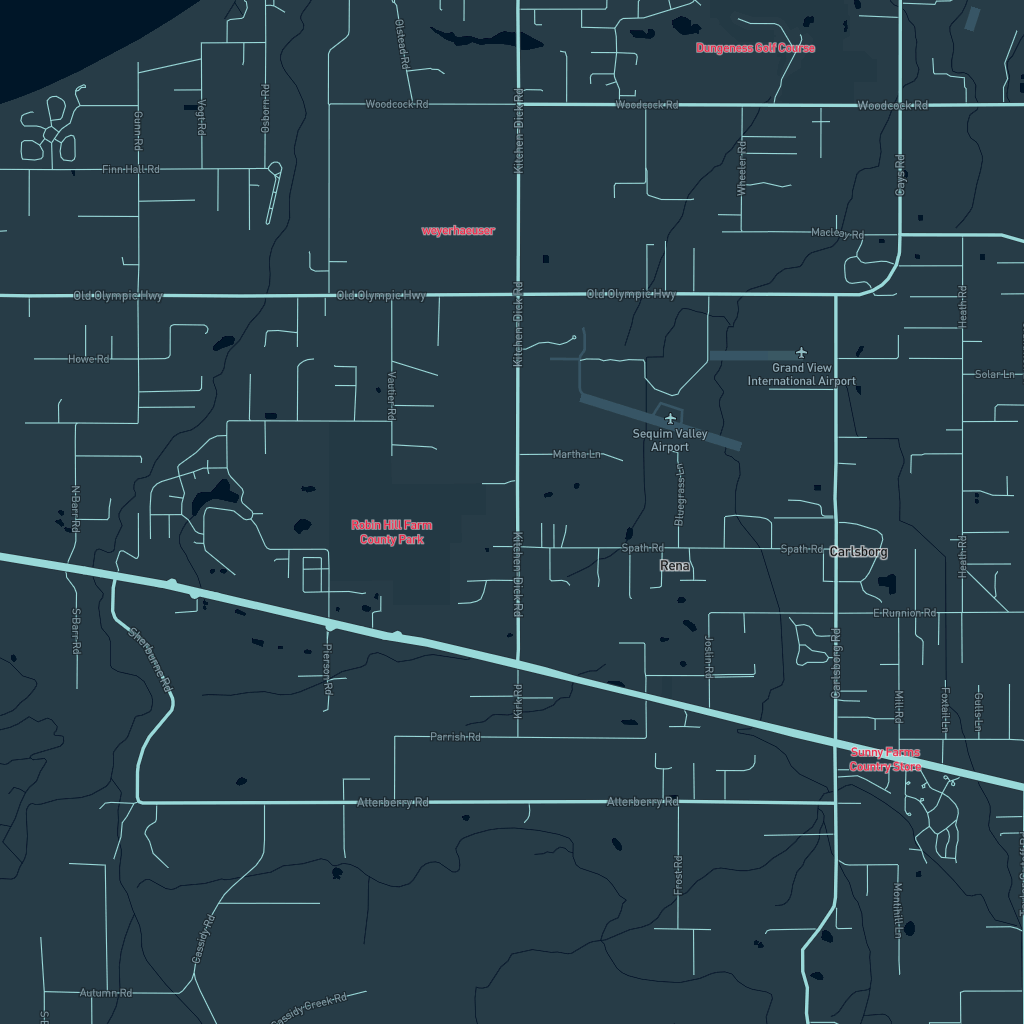 Olstead Rd
Dungeness Golf Course
Woodcock Rd
Woodcock Rd
Woodcock Rd
Vogt Rd
Osborn Rd
Gunn Rd
Kitchen-Dick Rd
Finn Hall Rd
Wheeler Rd
Cays Rd
weyerhaeuser
Macleay Rd
Old Olympic Hwy
Old Olympic Hwy
Old Olympic Hwy
Kitchen-Dick Rd
Heath Rd
Howe Rd
Vautier Rd
Grand View
International Airport
Solar Ln
Sequim Valley
Airport
Martha Ln
Bluegrass Ln
N Barr Rd
Robin Hill Farm
County Park
Kitchen-Dick Rd
Spath Rd
Spath Rd
Carlsborg
Rena
Heath Rd
S Barr Rd
Sherburne Rd
E Runnion Rd
Pierson Rd
Joslin Rd
Carlsborg Rd
Kirk Rd
Mill Rd
Foxtail Ln
Gulls Ln
Parrish Rd
Sunny Farms
Country Store
Atterberry Rd
Atterberry Rd
Frost Rd
Monthill Ln
Cassidy Rd
Autumn Rd
Cassidy Creek Rd